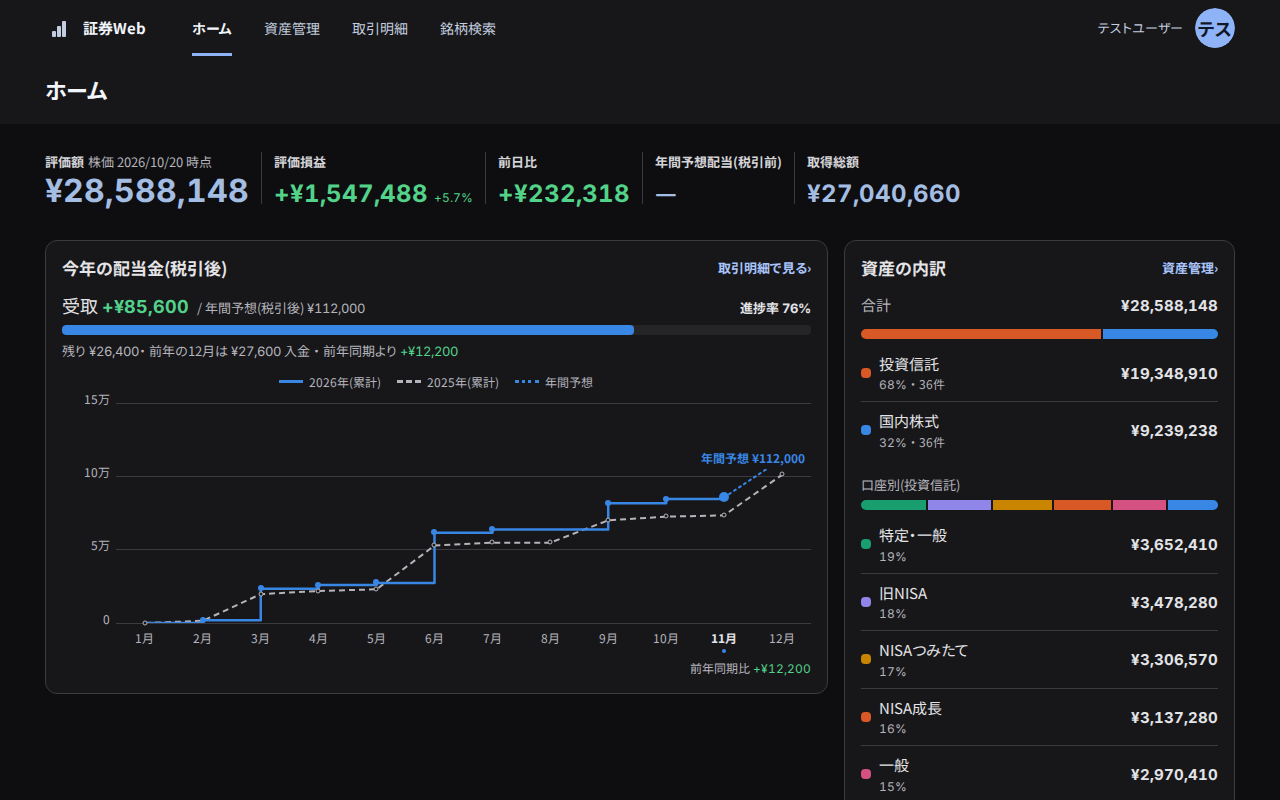 証券Web
ホーム
資産管理
取引明細
銘柄検索
テストユーザー
テス
ホーム
評価額 株価 2026/10/20 時点
¥28,588,148
評価損益
+¥1,547,488 +5.7%
前日比
+¥232,318
年間予想配当(税引前)
—
取得総額
¥27,040,660
今年の配当金(税引後)
取引明細で見る›
受取 +¥85,600 / 年間予想(税引後) ¥112,000
進捗率 76%
残り ¥26,400・前年の12月は ¥27,600 入金・前年同期より +¥12,200
2026年(累計)
2025年(累計)
年間予想
15万
10万
5万
0
年間予想 ¥112,000
1月
2月
3月
4月
5月
6月
7月
8月
9月
10月
11月
12月
前年同期比 +¥12,200
資産の内訳
資産管理›
合計
¥28,588,148
投資信託
68%・36件
¥19,348,910
国内株式
32%・36件
¥9,239,238
口座別(投資信託)
特定・一般
19%
¥3,652,410
旧NISA
18%
¥3,478,280
NISAつみたて
17%
¥3,306,570
NISA成長
16%
¥3,137,280
一般
15%
¥2,970,410